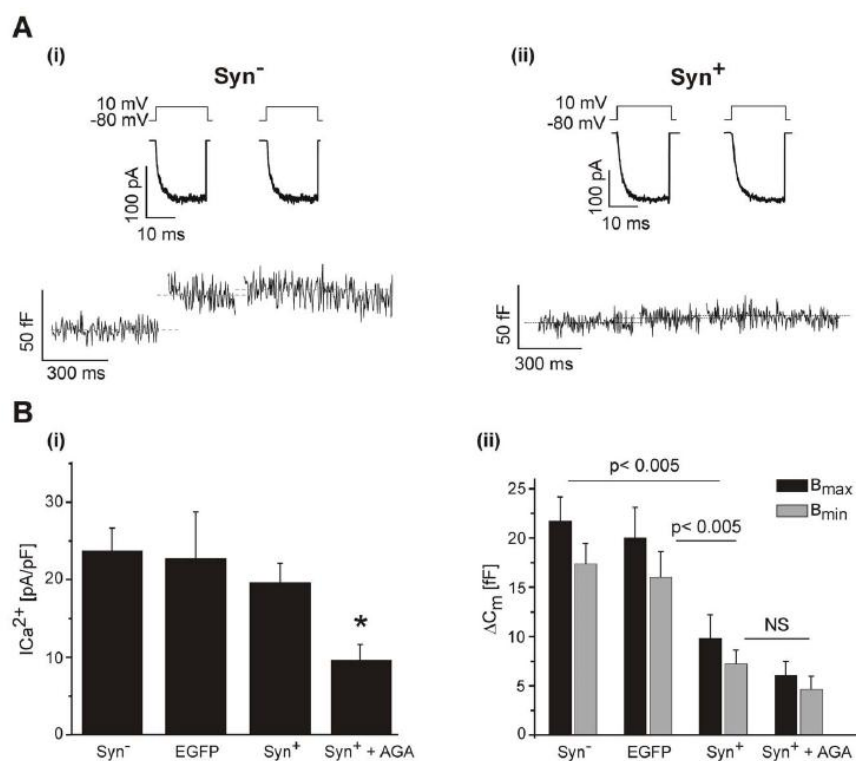 A
(i)
Syn⁻
10 mV
-80 mV
100 pA
10 ms
50 fF
300 ms
(ii)
Syn⁺
10 mV
-80 mV
100 pA
10 ms
50 fF
300 ms
B
(i)
ICa²⁺ [pA/pF]
30
20
10
0
Syn⁻ EGFP Syn⁺ Syn⁺ + AGA
*
(ii)
ΔCₘ [fF]
25
20
15
10
5
0
p< 0.005
p< 0.005
NS
Bmax
Bmin
Syn⁻ EGFP Syn⁺ Syn⁺ + AGA